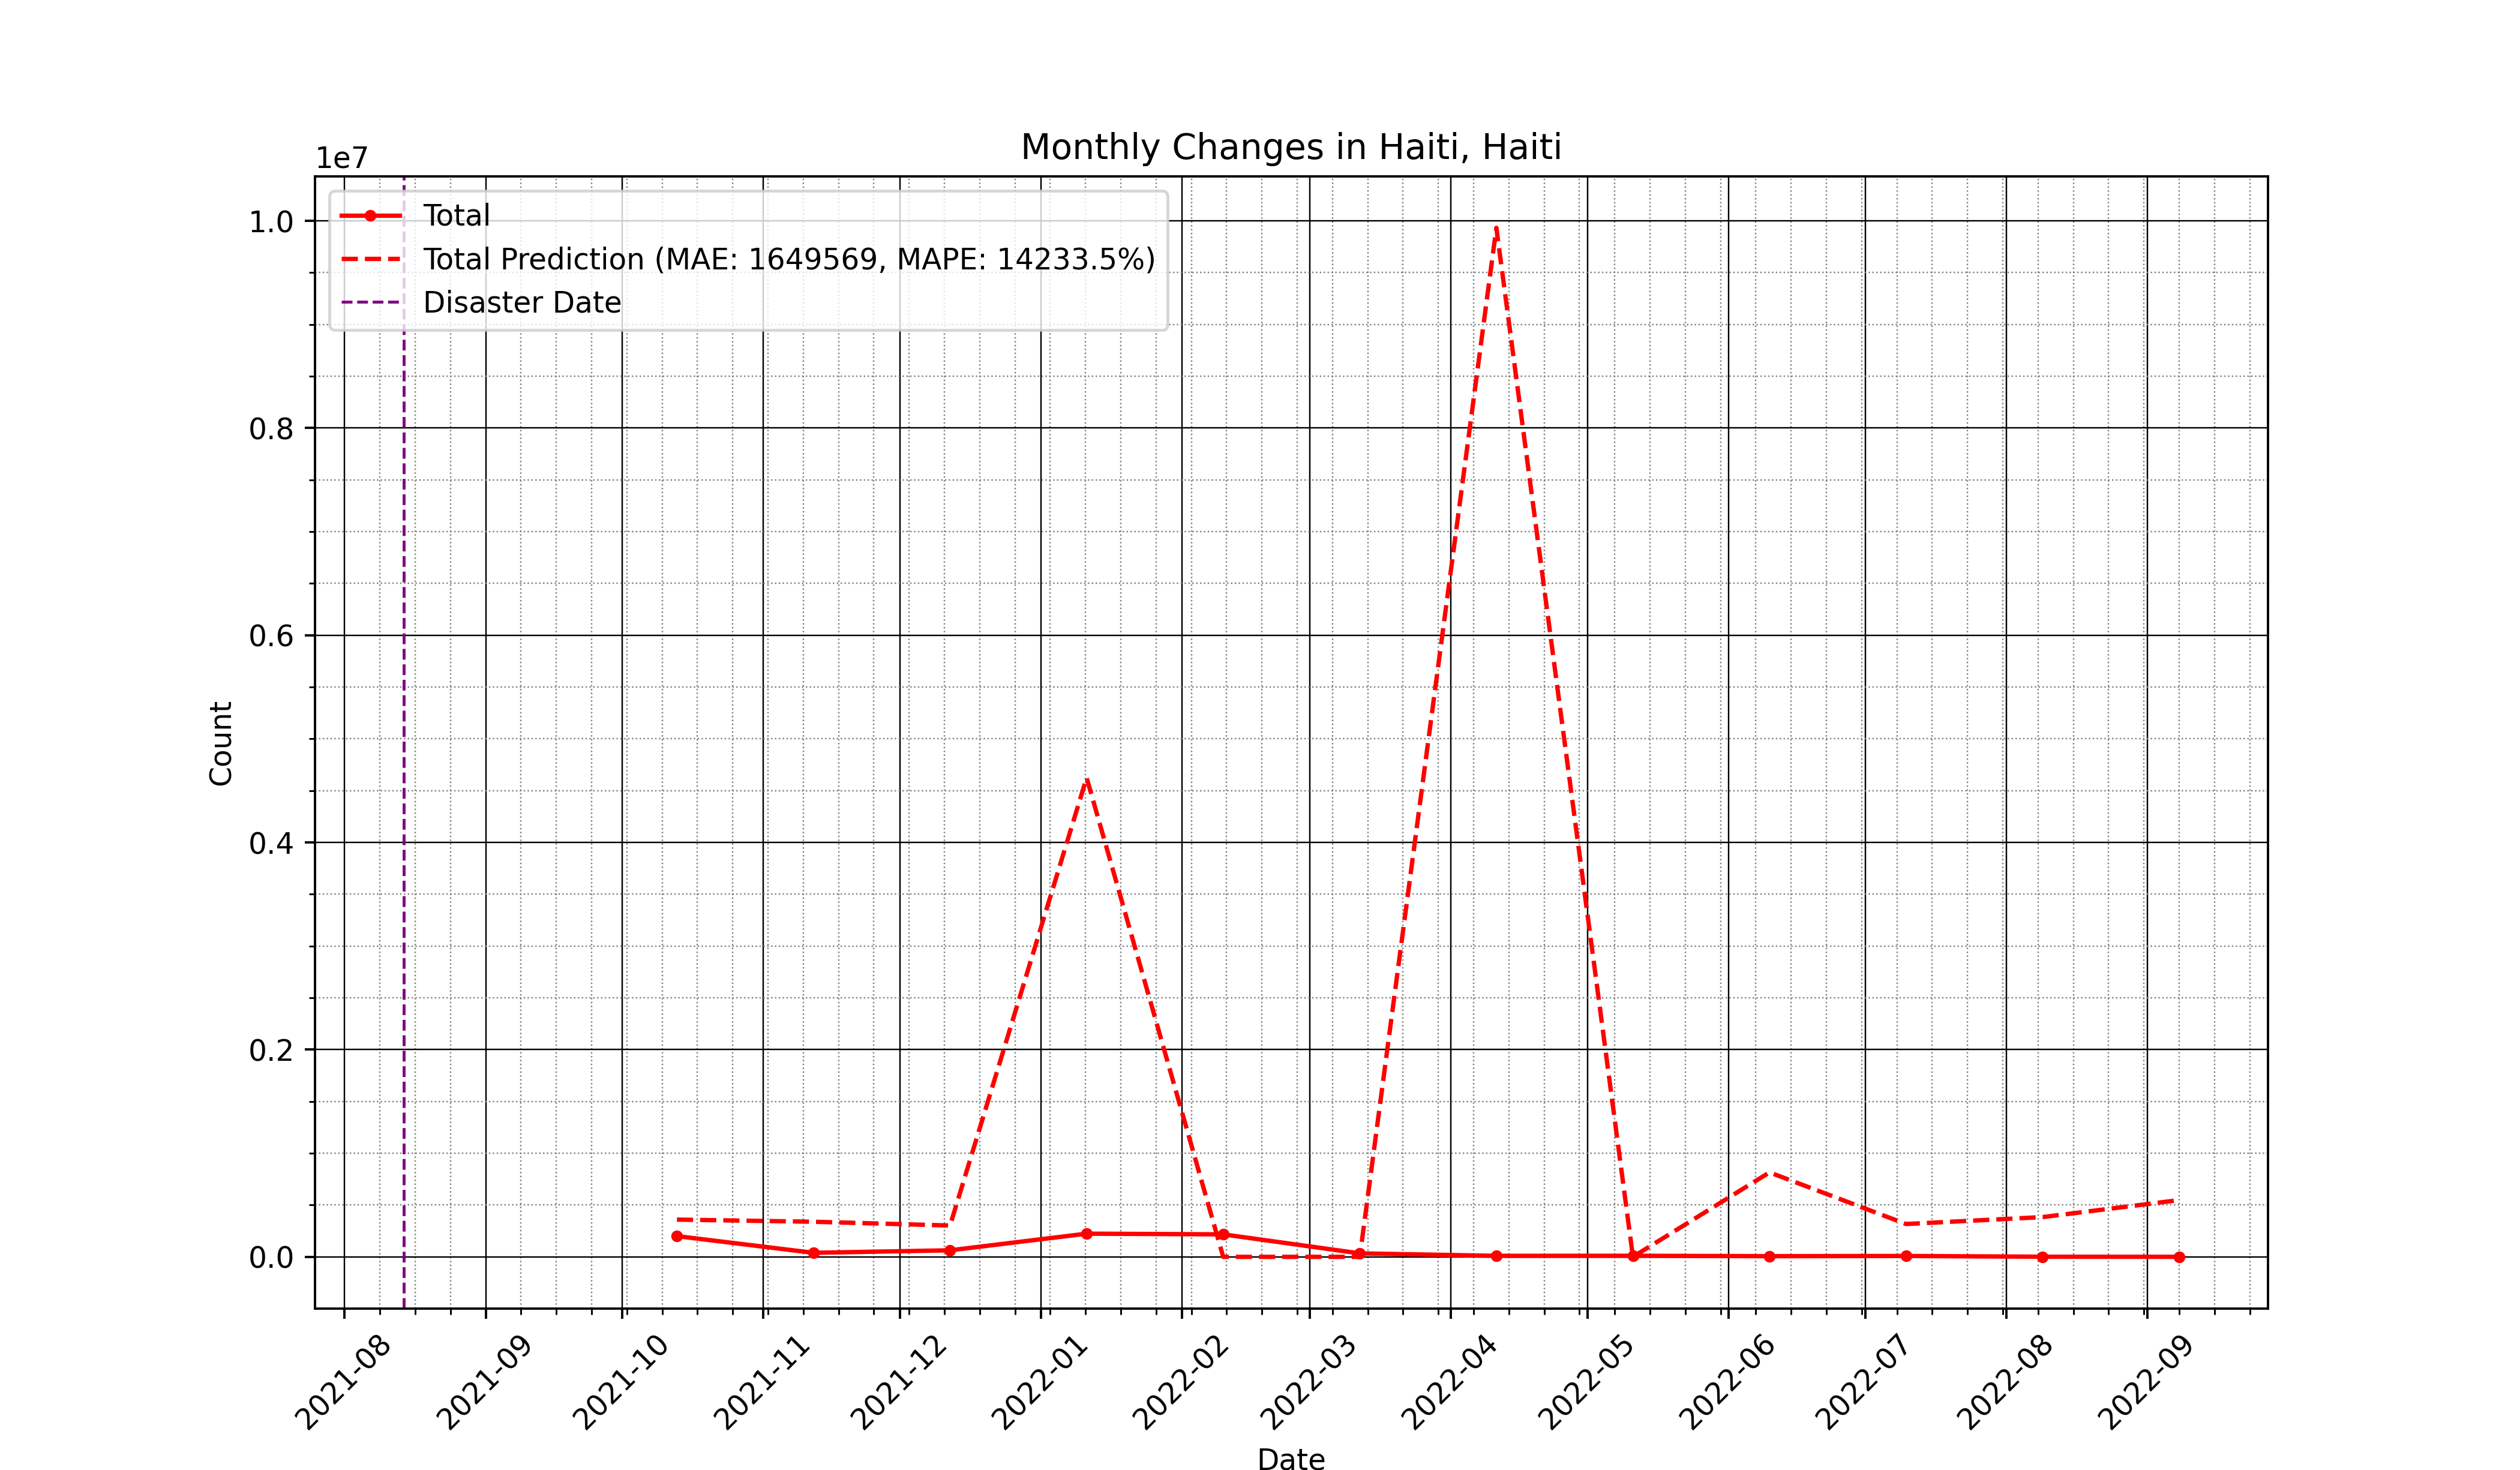 Monthly Changes in Haiti, Haiti
1e7
Total
Total Prediction (MAE: 1649569, MAPE: 14233.5%)
Disaster Date
1.0
0.8
0.6
0.4
0.2
0.0
Count
2021-08
2021-09
2021-10
2021-11
2021-12
2022-01
2022-02
2022-03
2022-04
2022-05
2022-06
2022-07
2022-08
2022-09
Date